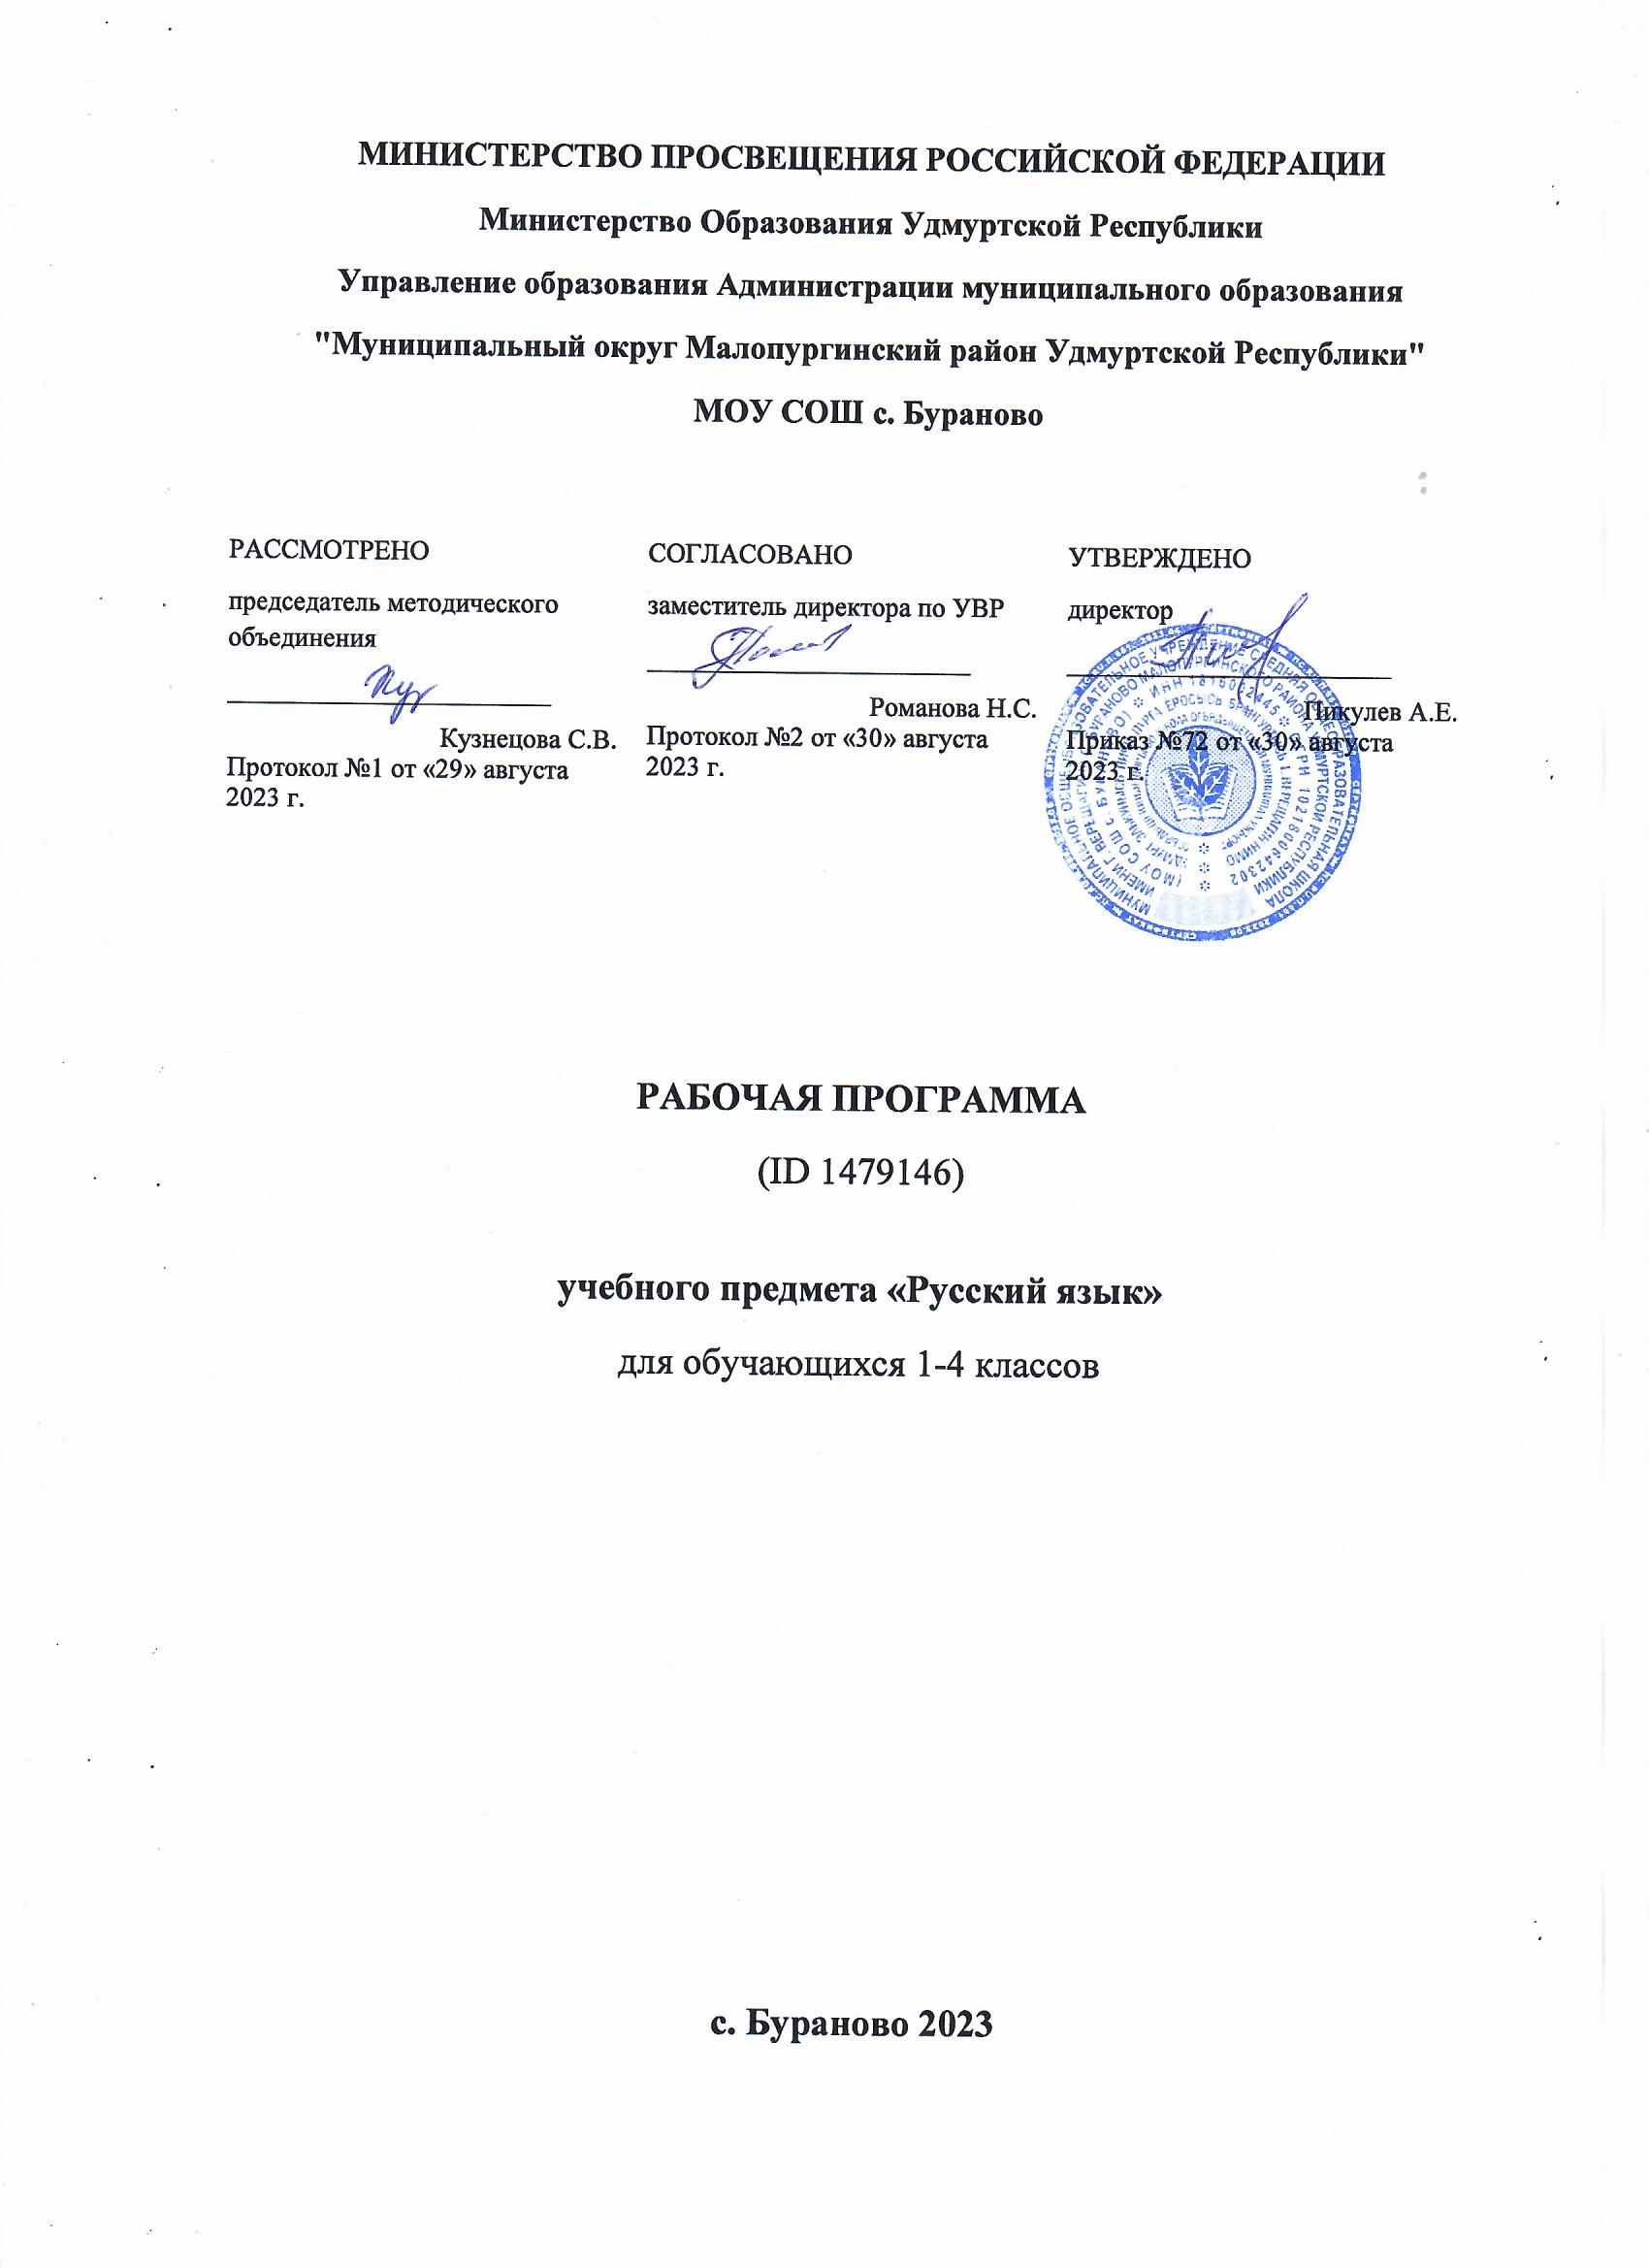 МИНИСТЕРСТВО ПРОСВЕЩЕНИЯ РОССИЙСКОЙ ФЕДЕРАЦИИ
Министерство Образования Удмуртской Республики
Управление образования Администрации муниципального образования
"Муниципальный округ Малопургинский район Удмуртской Республики"
МОУ СОШ с. Бураново
РАССМОТРЕНО
председатель методического
объединения
Кузнецова С.В.
Протокол №1 от «29» августа
2023 г.
СОГЛАСОВАНО
заместитель директора по УВР
Романова Н.С.
Протокол №2 от «30» августа
2023 г.
УТВЕРЖДЕНО
директор
Пикулев А.Е.
Приказ №72 от «30» августа
2023 г.
РАБОЧАЯ ПРОГРАММА
(ID 1479146)
учебного предмета «Русский язык»
для обучающихся 1-4 классов
с. Бураново 2023